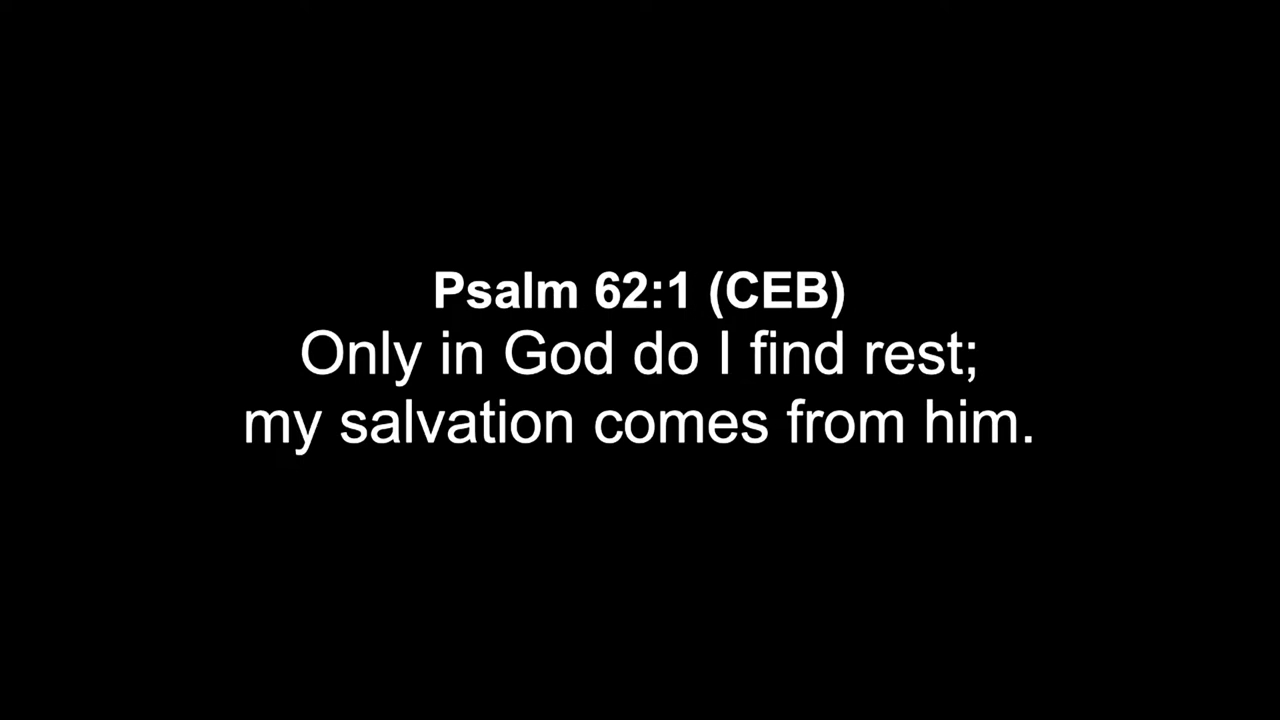 Psalm 62:1 (CEB)
Only in God do I find rest;
my salvation comes from him.